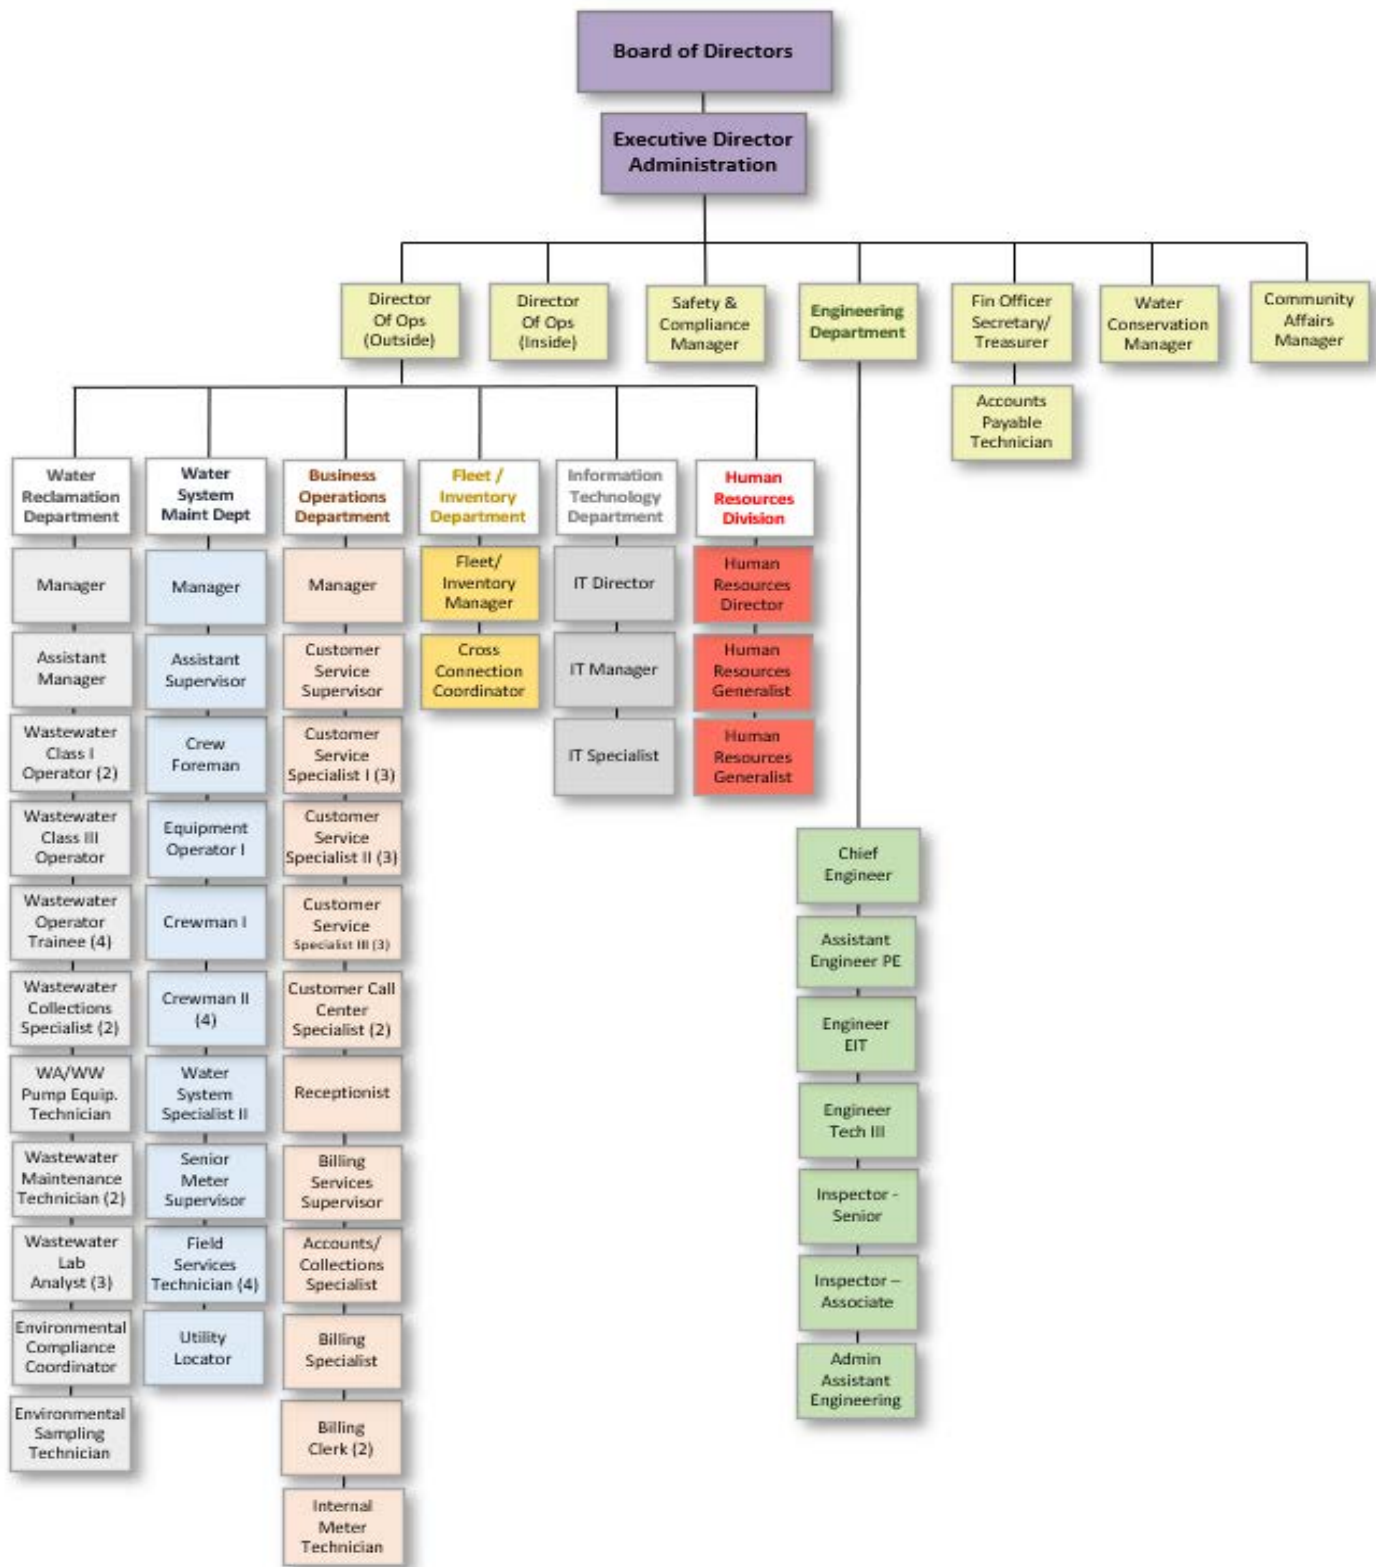 Board of Directors
Executive Director
Administration
Director
Of Ops
(Outside)
Director
Of Ops
(Inside)
Safety &
Compliance
Manager
Engineering
Department
Fin Officer
Secretary/
Treasurer
Water
Conservation
Manager
Community
Affairs
Manager
Accounts
Payable
Technician
Water
Reclamation
Department
Manager
Assistant
Manager
Wastewater
Class I
Operator (2)
Wastewater
Class III
Operator
Wastewater
Operator
Trainee (4)
Wastewater
Collections
Specialist (2)
WA/WW
Pump Equip.
Technician
Wastewater
Maintenance
Technician (2)
Wastewater
Lab
Analyst (3)
Environmental
Compliance
Coordinator
Environmental
Sampling
Technician
Water
System
Maint Dept
Manager
Assistant
Supervisor
Crew
Foreman
Equipment
Operator I
Crewman I
Crewman II
(4)
Water
System
Specialist II
Senior
Meter
Supervisor
Field
Services
Technician (4)
Utility
Locator
Business
Operations
Department
Manager
Customer
Service
Supervisor
Customer
Service
Specialist I (3)
Customer
Service
Specialist II (3)
Customer
Service
Specialist III (3)
Customer Call
Center
Specialist (2)
Receptionist
Billing
Services
Supervisor
Accounts/
Collections
Specialist
Billing
Specialist
Billing
Clerk (2)
Internal
Meter
Technician
Fleet /
Inventory
Department
Fleet/
Inventory
Manager
Cross
Connection
Coordinator
Information
Technology
Department
IT Director
IT Manager
IT Specialist
Human
Resources
Division
Human
Resources
Director
Human
Resources
Generalist
Human
Resources
Generalist
Chief
Engineer
Assistant
Engineer PE
Engineer
EIT
Engineer
Tech III
Inspector -
Senior
Inspector –
Associate
Admin
Assistant
Engineering